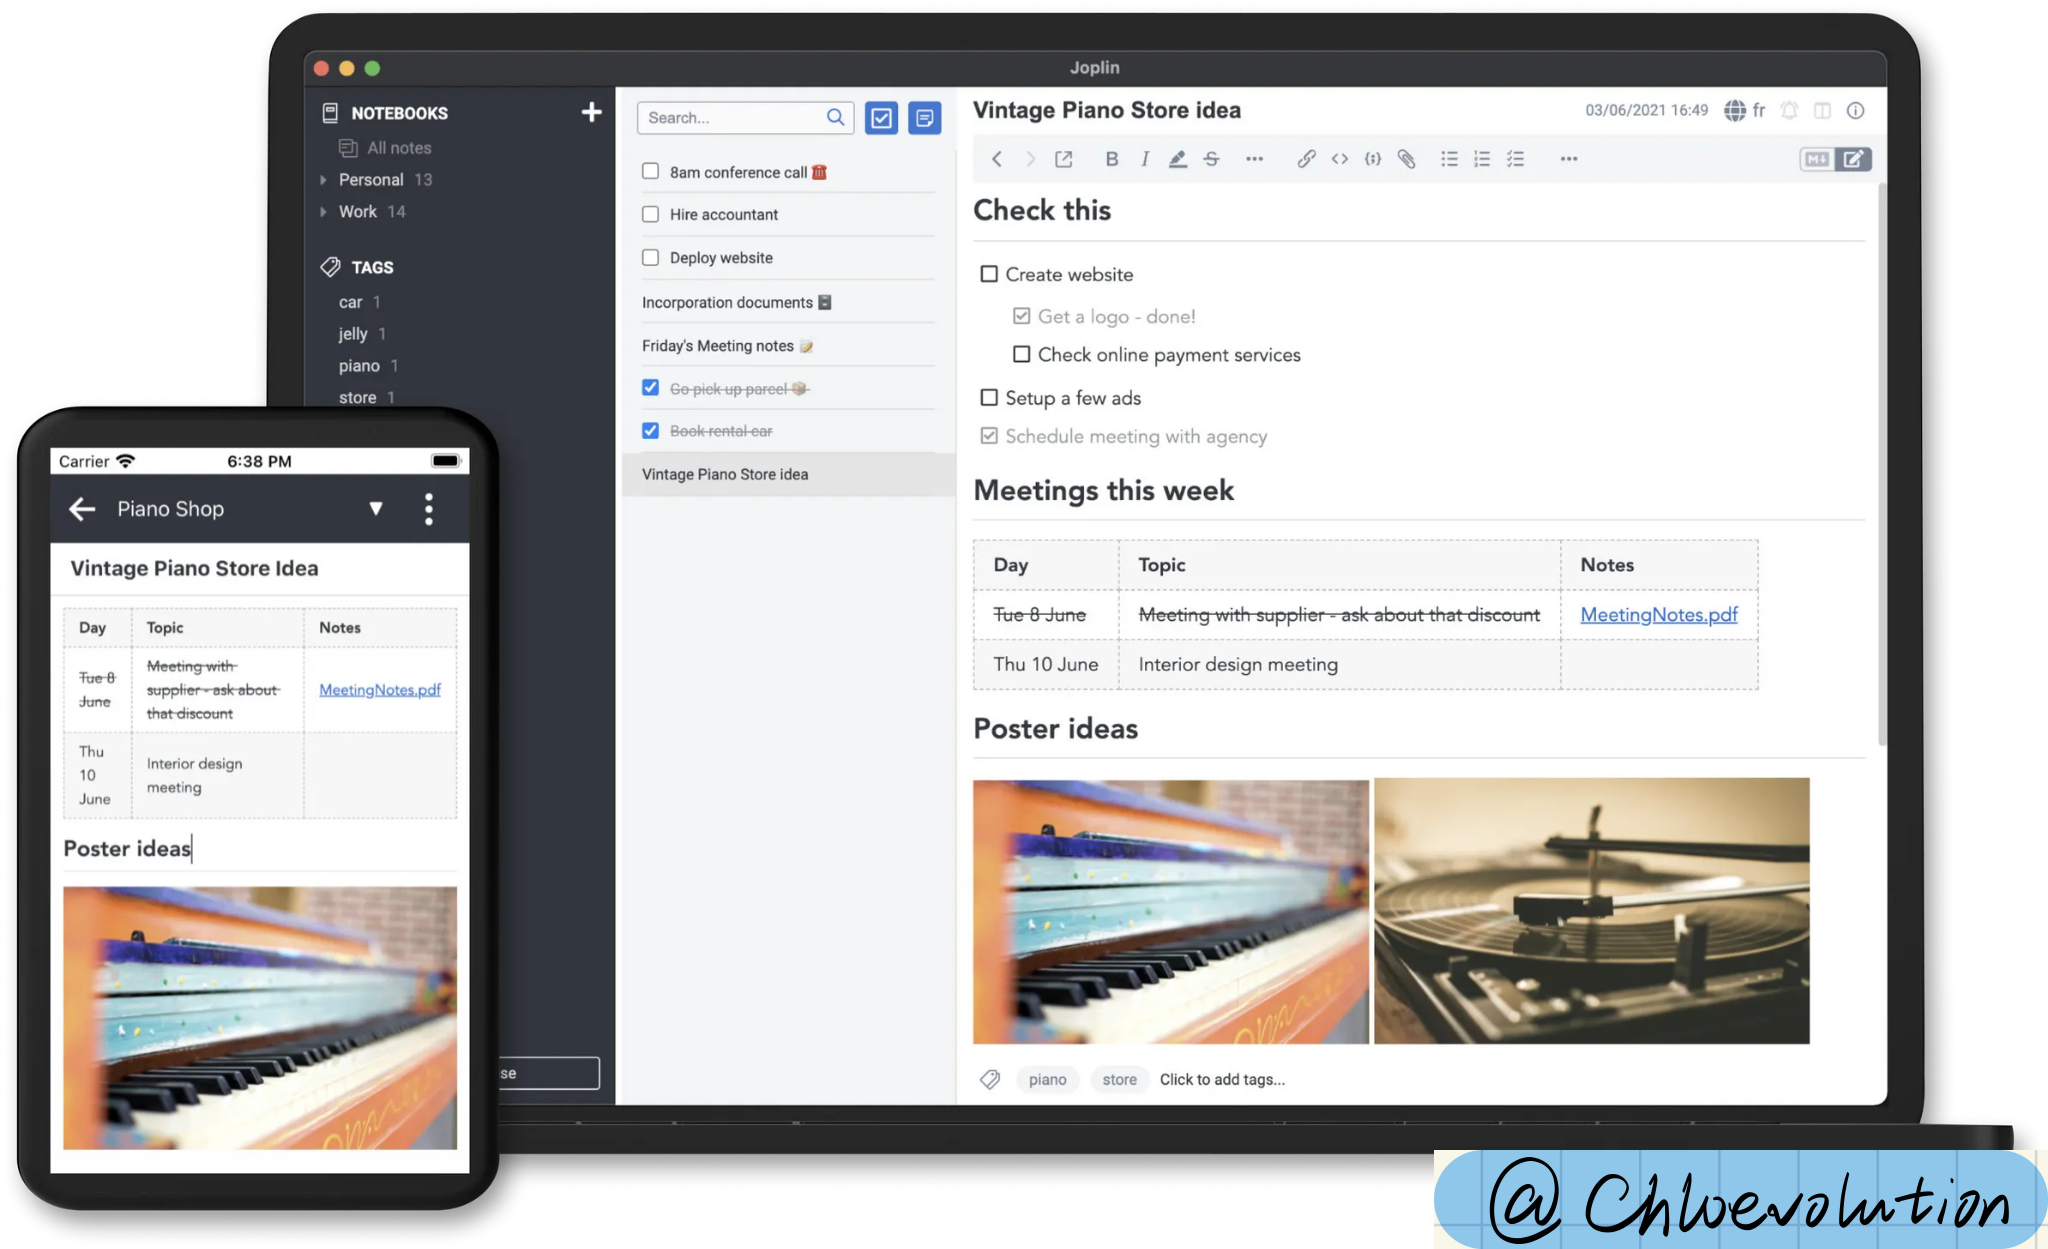 Joplin
NOTEBOOKS
All notes
Personal 13
Work 14
TAGS
car 1
jelly 1
piano 1
store 1
se
Search...
8am conference call
Hire accountant
Deploy website
Incorporation documents
Friday's Meeting notes
Go pick up parcel
Book rental car
Vintage Piano Store idea
Vintage Piano Store idea
03/06/2021 16:49 fr
B I S
M↓
Check this
Create website
Get a logo - done!
Check online payment services
Setup a few ads
Schedule meeting with agency
Meetings this week
Day Topic Notes
Tue 8 June Meeting with supplier - ask about that discount MeetingNotes.pdf
Thu 10 June Interior design meeting
Poster ideas
piano store Click to add tags...
Carrier 6:38 PM
Piano Shop
Vintage Piano Store Idea
Day Topic Notes
Tue 8
June
Meeting with
supplier - ask about
that discount
MeetingNotes.pdf
Thu
10
June
Interior design
meeting
Poster ideas
@Chloevolution